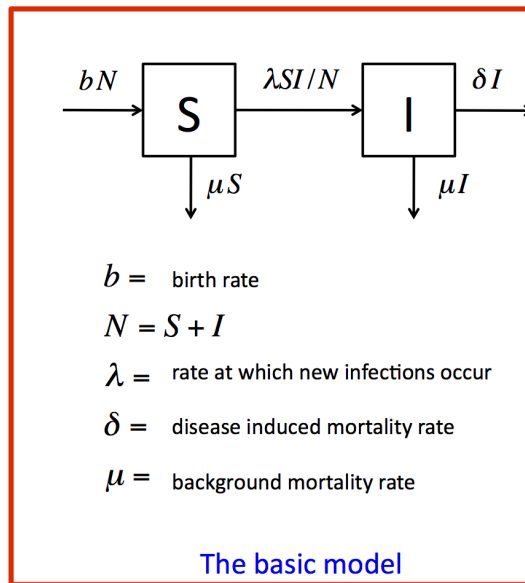 bN λSI/N δI
S I
μS μI
b = birth rate
N = S + I
λ = rate at which new infections occur
δ = disease induced mortality rate
μ = background mortality rate
The basic model